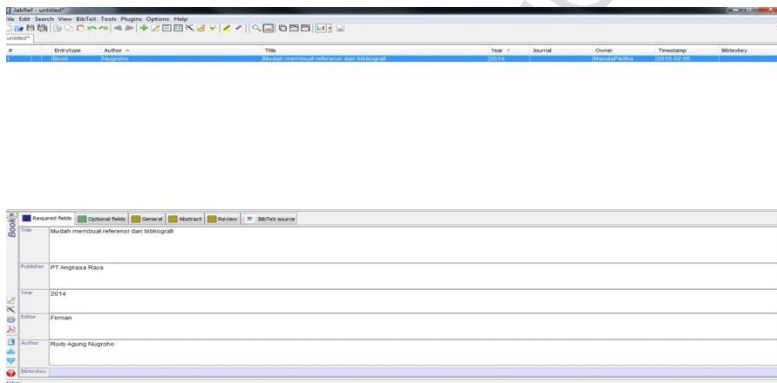 JabRef - untitled*
File Edit Search View BibTeX Tools Plugins Options Help
untitled*
# Entrytype Author Title Year Journal Owner Timestamp Bibtexkey
1 Book Nugroho Mudah membuat referensi dan bibliografi 2014 2015.02.05
Required fields Optional fields General Abstract Review BibTeX source
Book
Title Mudah membuat referensi dan bibliografi
Publisher PT Angkasa Raya
Year 2014
Editor Firman
Author Rudy Agung Nugroho
Bibtexkey